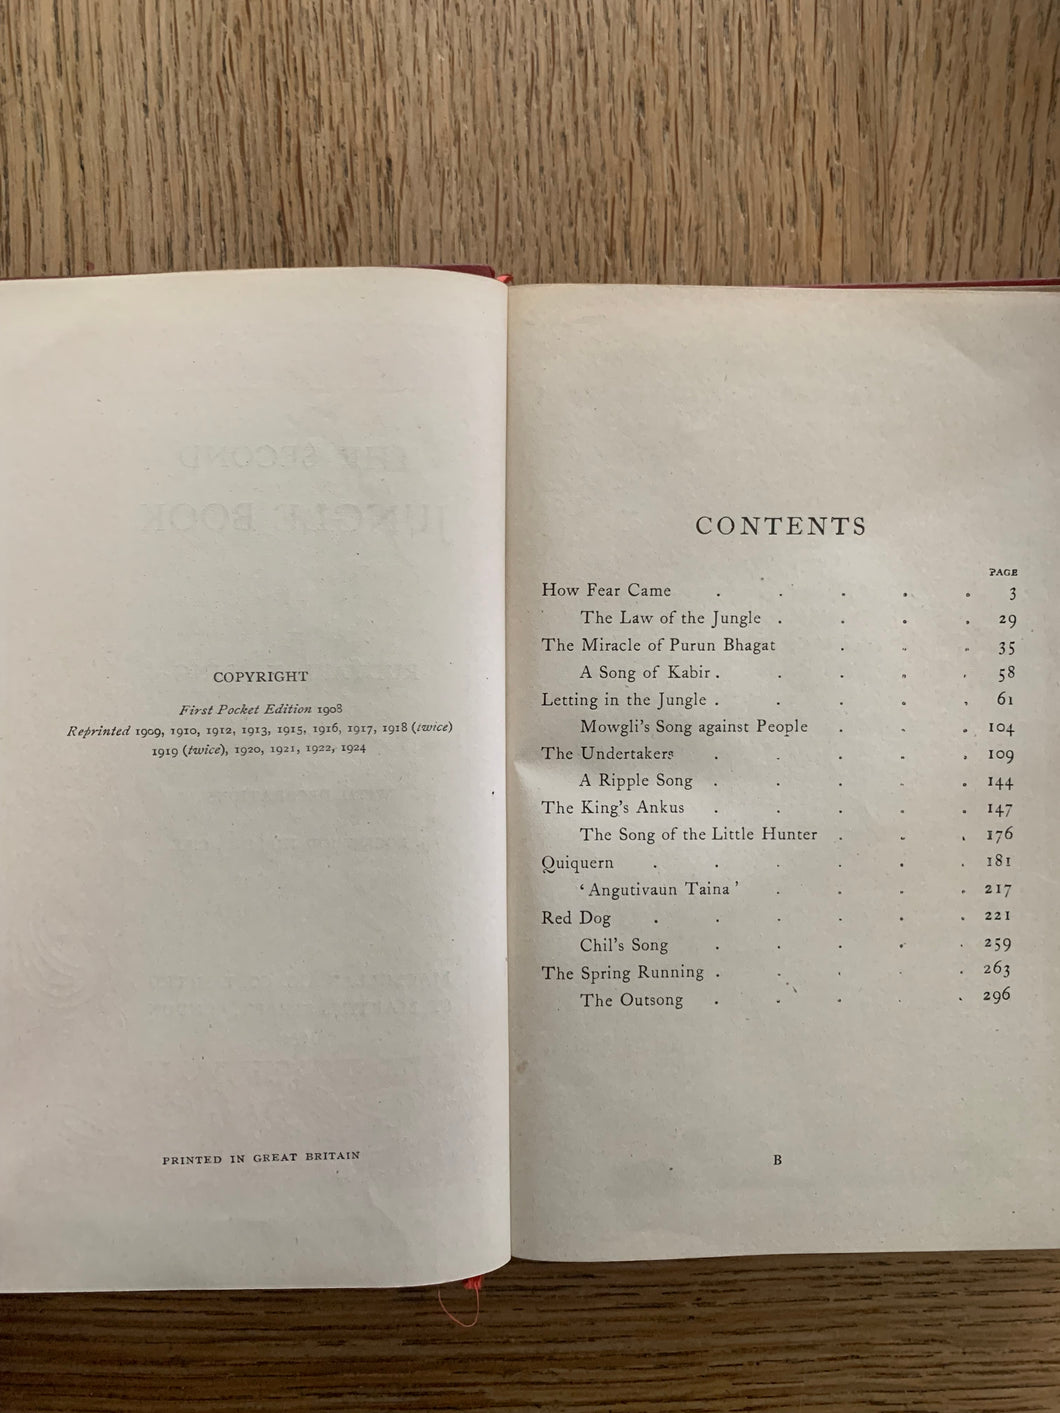 COPYRIGHT
First Pocket Edition 1908
Reprinted 1909, 1910, 1912, 1913, 1915, 1916, 1917, 1918 (twice)
1919 (twice), 1920, 1921, 1922, 1924
PRINTED IN GREAT BRITAIN
CONTENTS
PAGE
How Fear Came . . . . . 3
The Law of the Jungle . . . . 29
The Miracle of Purun Bhagat . . . 35
A Song of Kabir . . . . . 58
Letting in the Jungle . . . . . 61
Mowgli's Song against People . . . 104
The Undertakers . . . . . 109
A Ripple Song . . . . . 144
The King's Ankus . . . . . 147
The Song of the Little Hunter . . . 176
Quiquern . . . . . . 181
'Angutivaun Taina' . . . . 217
Red Dog . . . . . . 221
Chil's Song . . . . . 259
The Spring Running . . . . . 263
The Outsong . . . . . 296
B